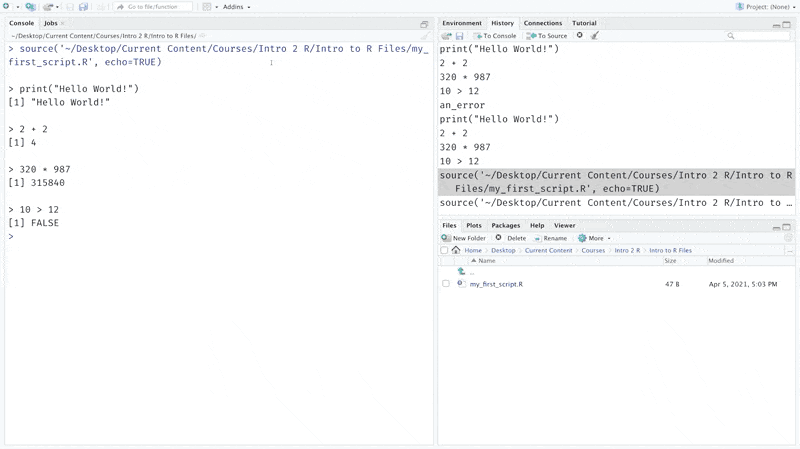 Go to file/function
Addins
Project: (None)
Console
Jobs
~/Desktop/Current Content/Courses/Intro 2 R/Intro to R Files/
> source('~/Desktop/Current Content/Courses/Intro 2 R/Intro to R Files/my_
first_script.R', echo=TRUE)
> print("Hello World!")
[1] "Hello World!"
> 2 + 2
[1] 4
> 320 * 987
[1] 315840
> 10 > 12
[1] FALSE
>
Environment
History
Connections
Tutorial
To Console
To Source
print("Hello World!")
2 + 2
320 * 987
10 > 12
an_error
print("Hello World!")
2 + 2
320 * 987
10 > 12
source('~/Desktop/Current Content/Courses/Intro 2 R/Intro to R
Files/my_first_script.R', echo=TRUE)
source('~/Desktop/Current Content/Courses/Intro 2 R/Intro to …
Files
Plots
Packages
Help
Viewer
New Folder
Delete
Rename
More
Home
Desktop
Current Content
Courses
Intro 2 R
Intro to R Files
...
Name
Size
Modified
..
my_first_script.R
47 B
Apr 5, 2021, 5:03 PM